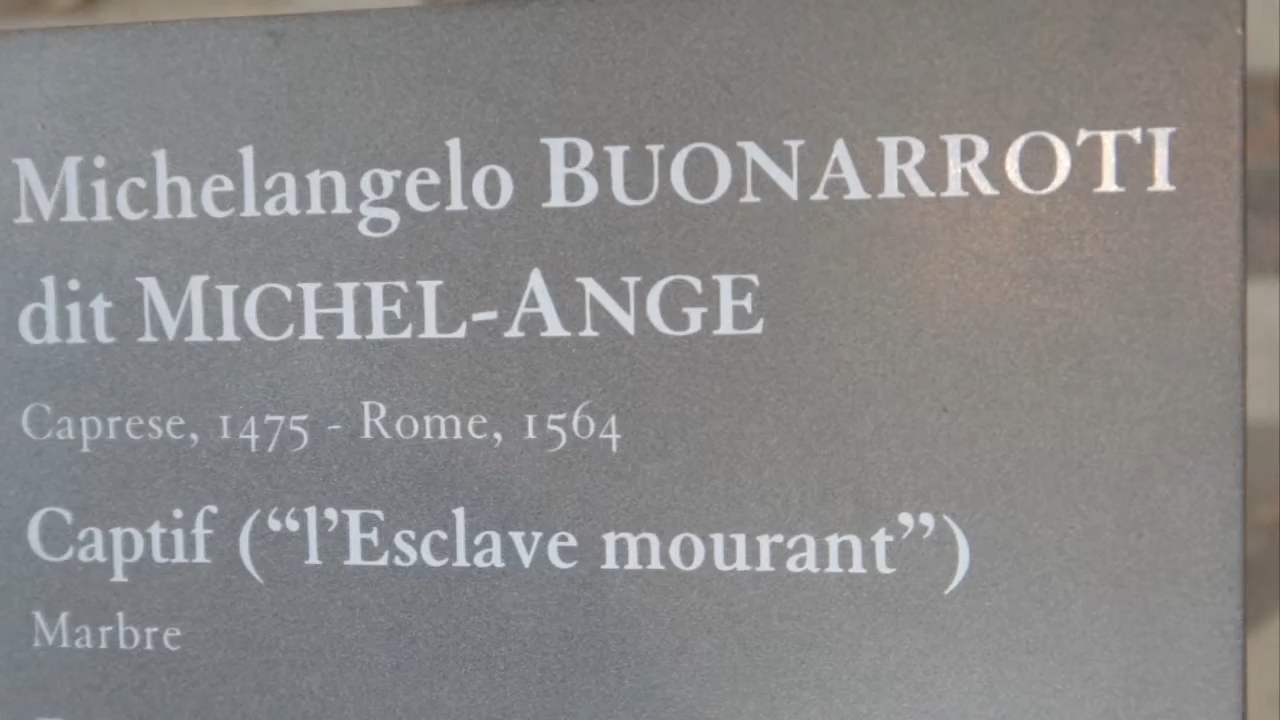 Michelangelo BUONARROTI
dit MICHEL-ANGE
Caprese, 1475 - Rome, 1564
Captif (“l’Esclave mourant”)
Marbre